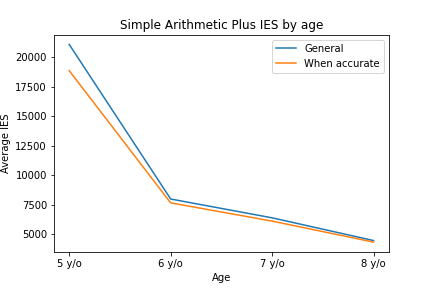 Simple Arithmetic Plus IES by age
General
When accurate
Average IES
20000
17500
15000
12500
10000
7500
5000
5 y/o 6 y/o 7 y/o 8 y/o
Age